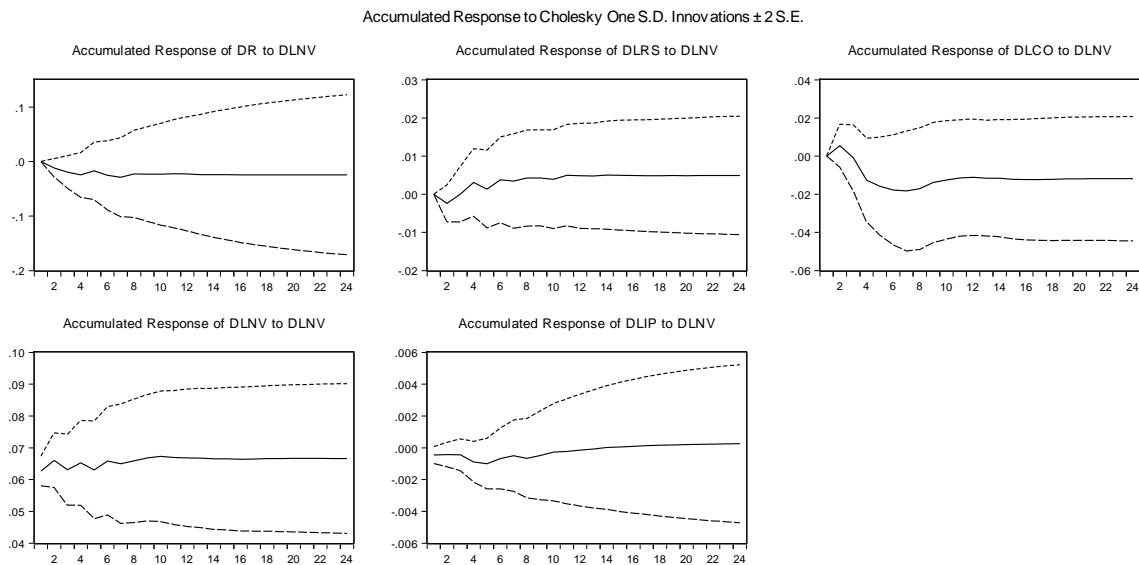 Accumulated Response to Cholesky One S.D. Innovations ± 2 S.E.
Accumulated Response of DR to DLNV
.1
.0
-.1
-.2
2 4 6 8 10 12 14 16 18 20 22 24
Accumulated Response of DLRS to DLNV
.03
.02
.01
.00
-.01
-.02
2 4 6 8 10 12 14 16 18 20 22 24
Accumulated Response of DLCO to DLNV
.04
.02
.00
-.02
-.04
-.06
2 4 6 8 10 12 14 16 18 20 22 24
Accumulated Response of DLNV to DLNV
.10
.09
.08
.07
.06
.05
.04
2 4 6 8 10 12 14 16 18 20 22 24
Accumulated Response of DLIP to DLNV
.006
.004
.002
.000
-.002
-.004
-.006
2 4 6 8 10 12 14 16 18 20 22 24